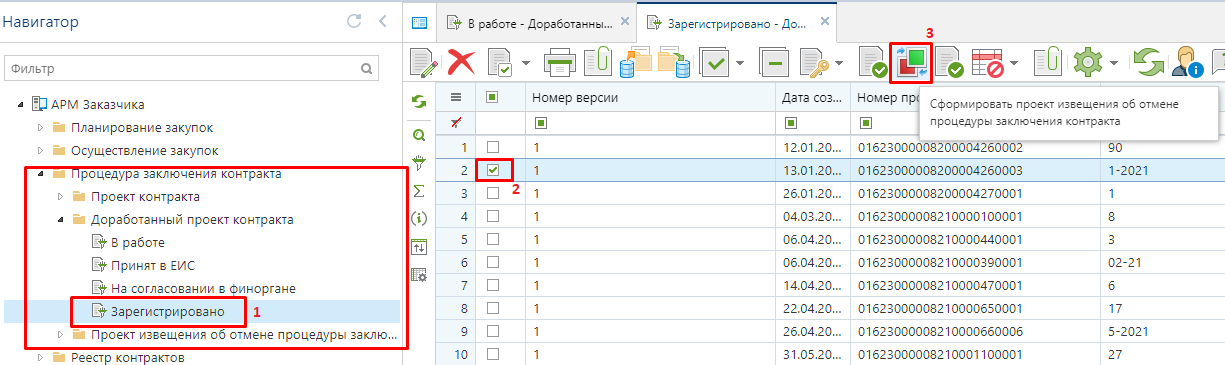 Навигатор
Фильтр
АРМ Заказчика
Планирование закупок
Осуществление закупок
Процедура заключения контракта
Проект контракта
Доработанный проект контракта
В работе
Принят в ЕИС
На согласовании в финоргане
Зарегистрировано
1
Проект извещения об отмене процедуры заклю...
Реестр контрактов
В работе - Доработанны...
Зарегистрировано - До...
3
Сформировать проект извещения об отмене
процедуры заключения контракта
Номер версии Дата соз... Номер про
1 1 12.01.20... 01623000008200004260002 90
2 1 13.01.20... 01623000008200004260003 1-2021
2
3 1 26.01.20... 01623000008200004270001 1
4 1 04.03.20... 01623000008210000100001 8
5 1 06.04.20... 01623000008210000440001 3
6 1 06.04.20... 01623000008210000390001 02-21
7 1 14.04.20... 01623000008210000470001 6
8 1 22.04.20... 01623000008210000650001 17
9 1 26.04.20... 01623000008210000660006 5-2021
10 1 31.05.20... 01623000008210001100001 27